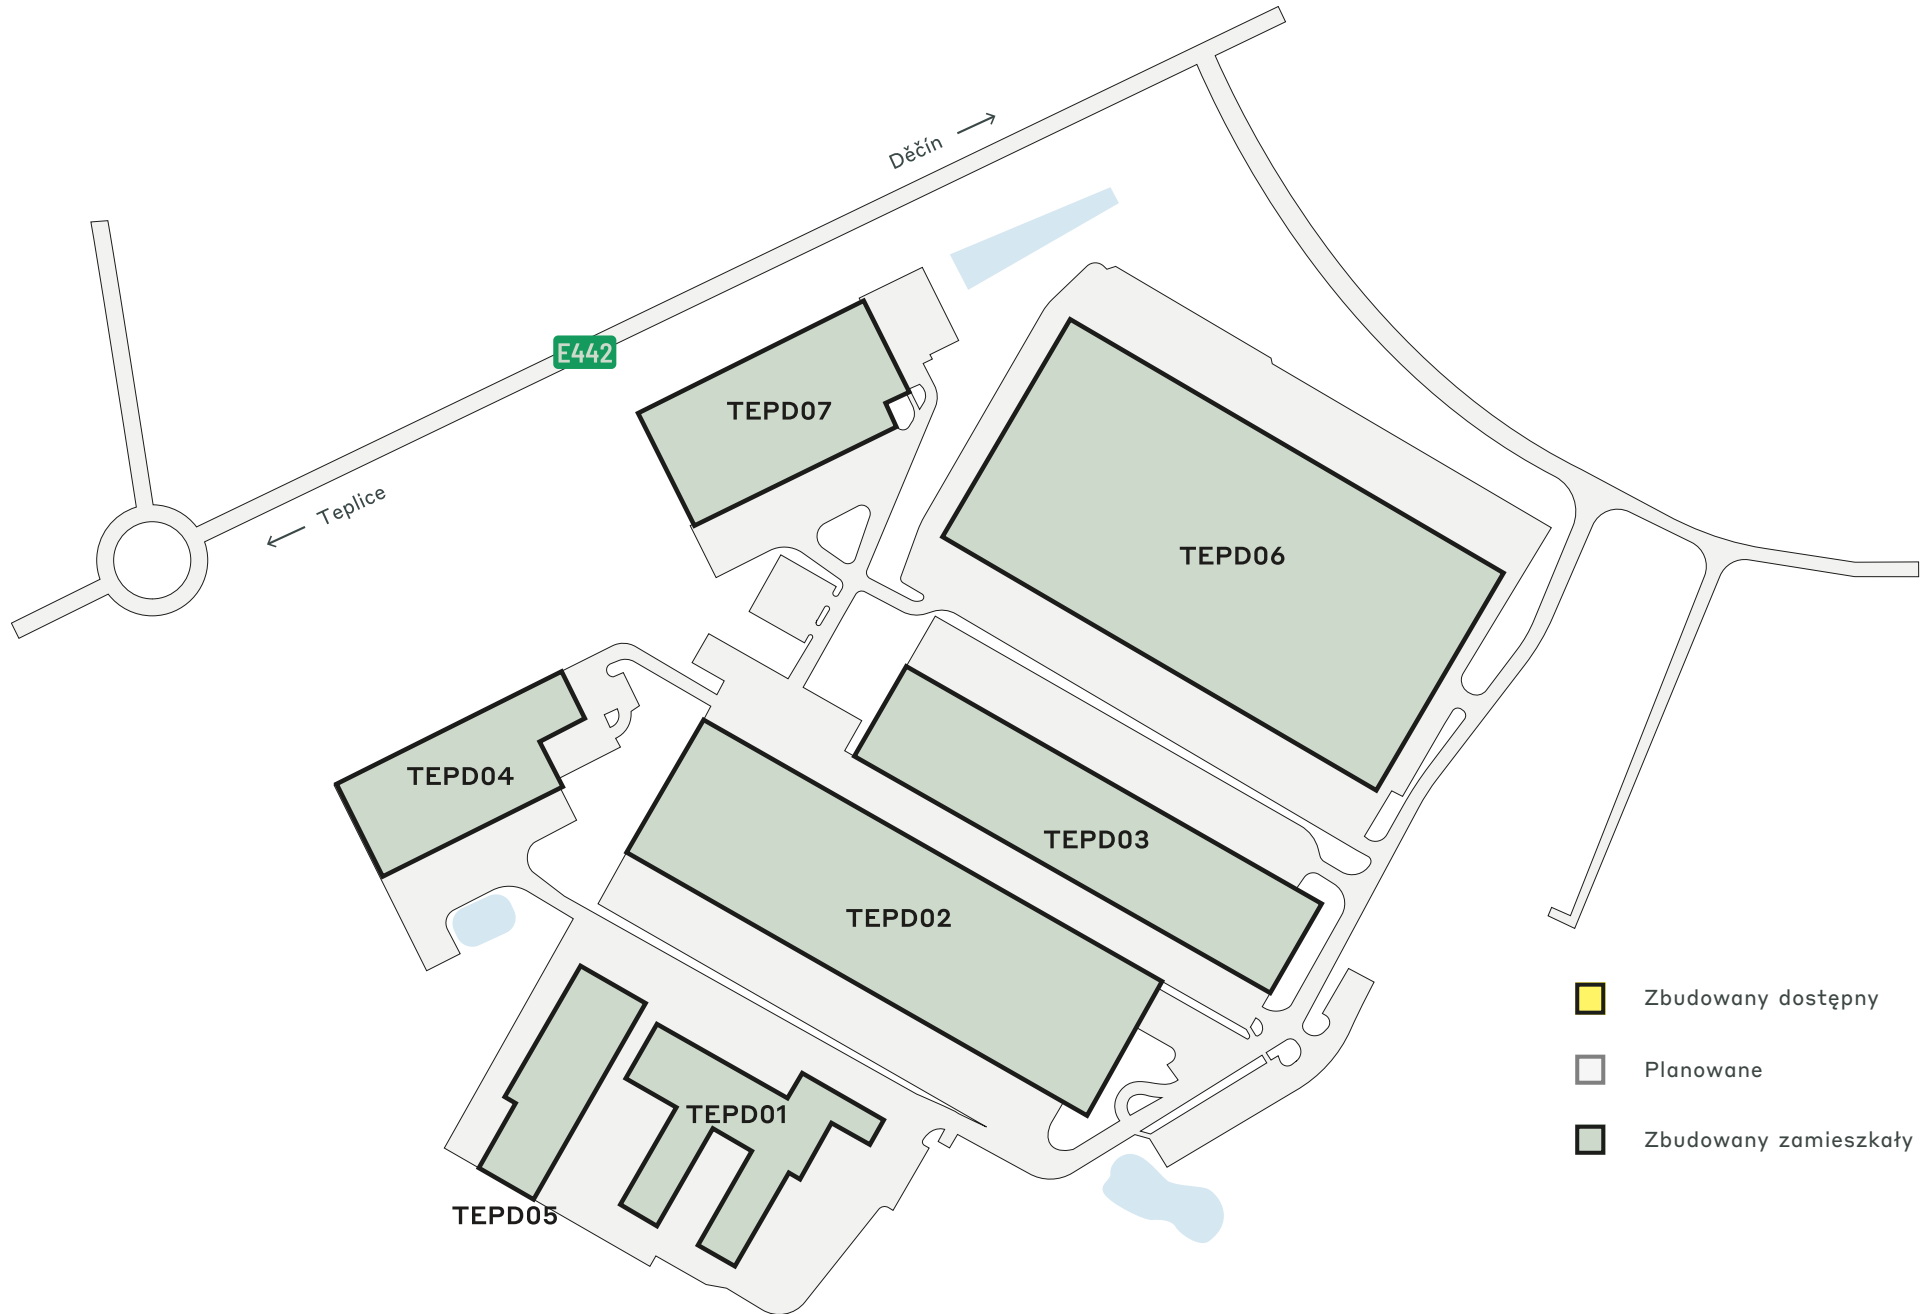 Děčín
E442
TEPD07
Teplice
TEPD06
TEPD04
TEPD03
TEPD02
TEPD01
TEPD05
Zbudowany dostępny
Planowane
Zbudowany zamieszkały